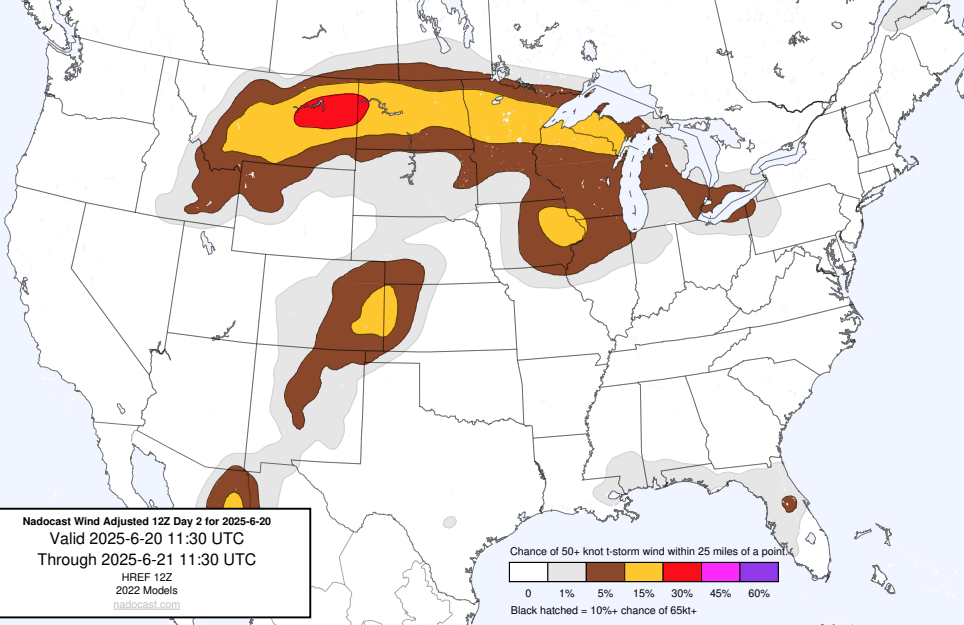 Nadocast Wind Adjusted 12Z Day 2 for 2025-6-20
Valid 2025-6-20 11:30 UTC
Through 2025-6-21 11:30 UTC
HREF 12Z
2022 Models
nadocast.com
Chance of 50+ knot t-storm wind within 25 miles of a point.
0 1% 5% 15% 30% 45% 60%
Black hatched = 10%+ chance of 65kt+